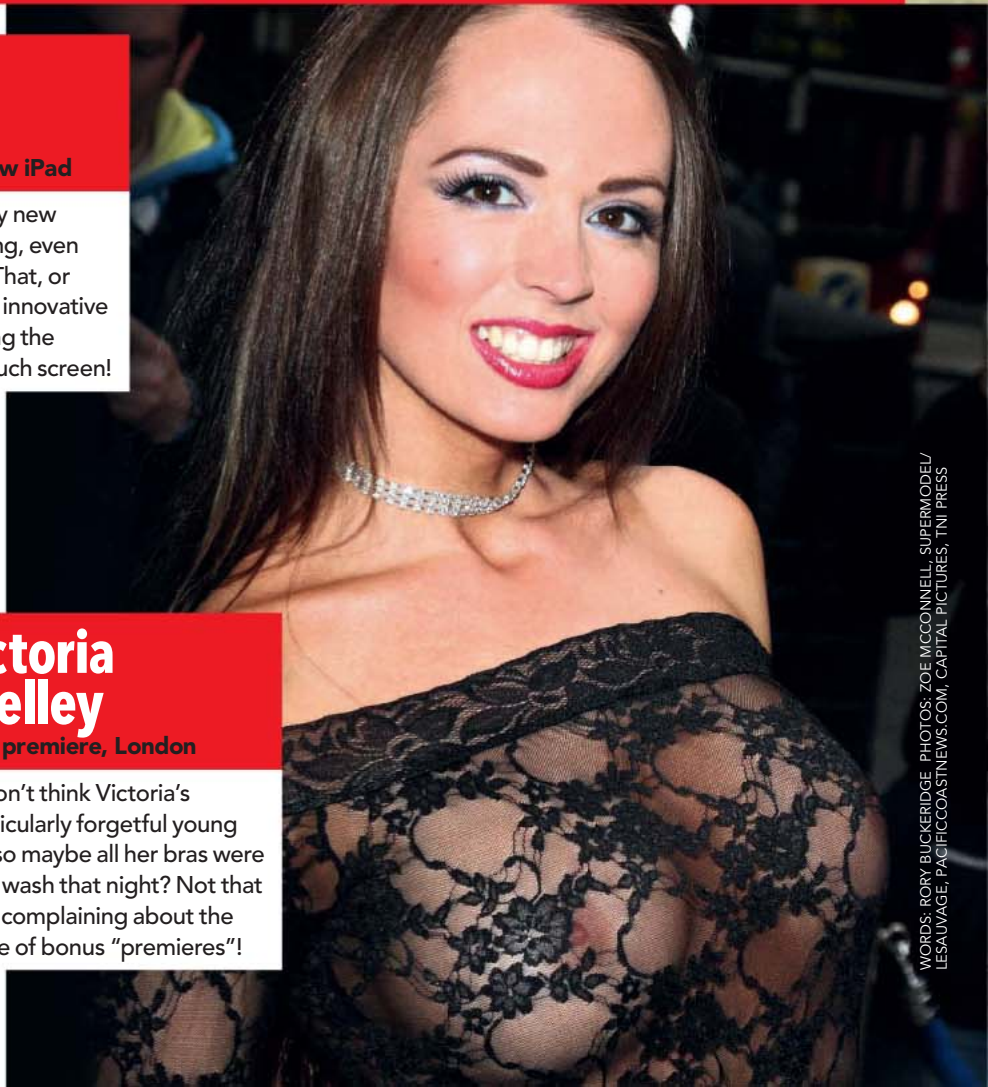 w iPad
y new
ng, even
That, or
innovative
ng the
uch screen!
ctoria
elley
premiere, London
on't think Victoria's
icularly forgetful young
so maybe all her bras were
wash that night? Not that
complaining about the
e of bonus “premieres”!
WORDS: RORY BUCKERIDGE PHOTOS: ZOE MCCONNELL, SUPERMODEL/
LESAUVAGE, PACIFICCOASTNEWS.COM, CAPITAL PICTURES, TNI PRESS